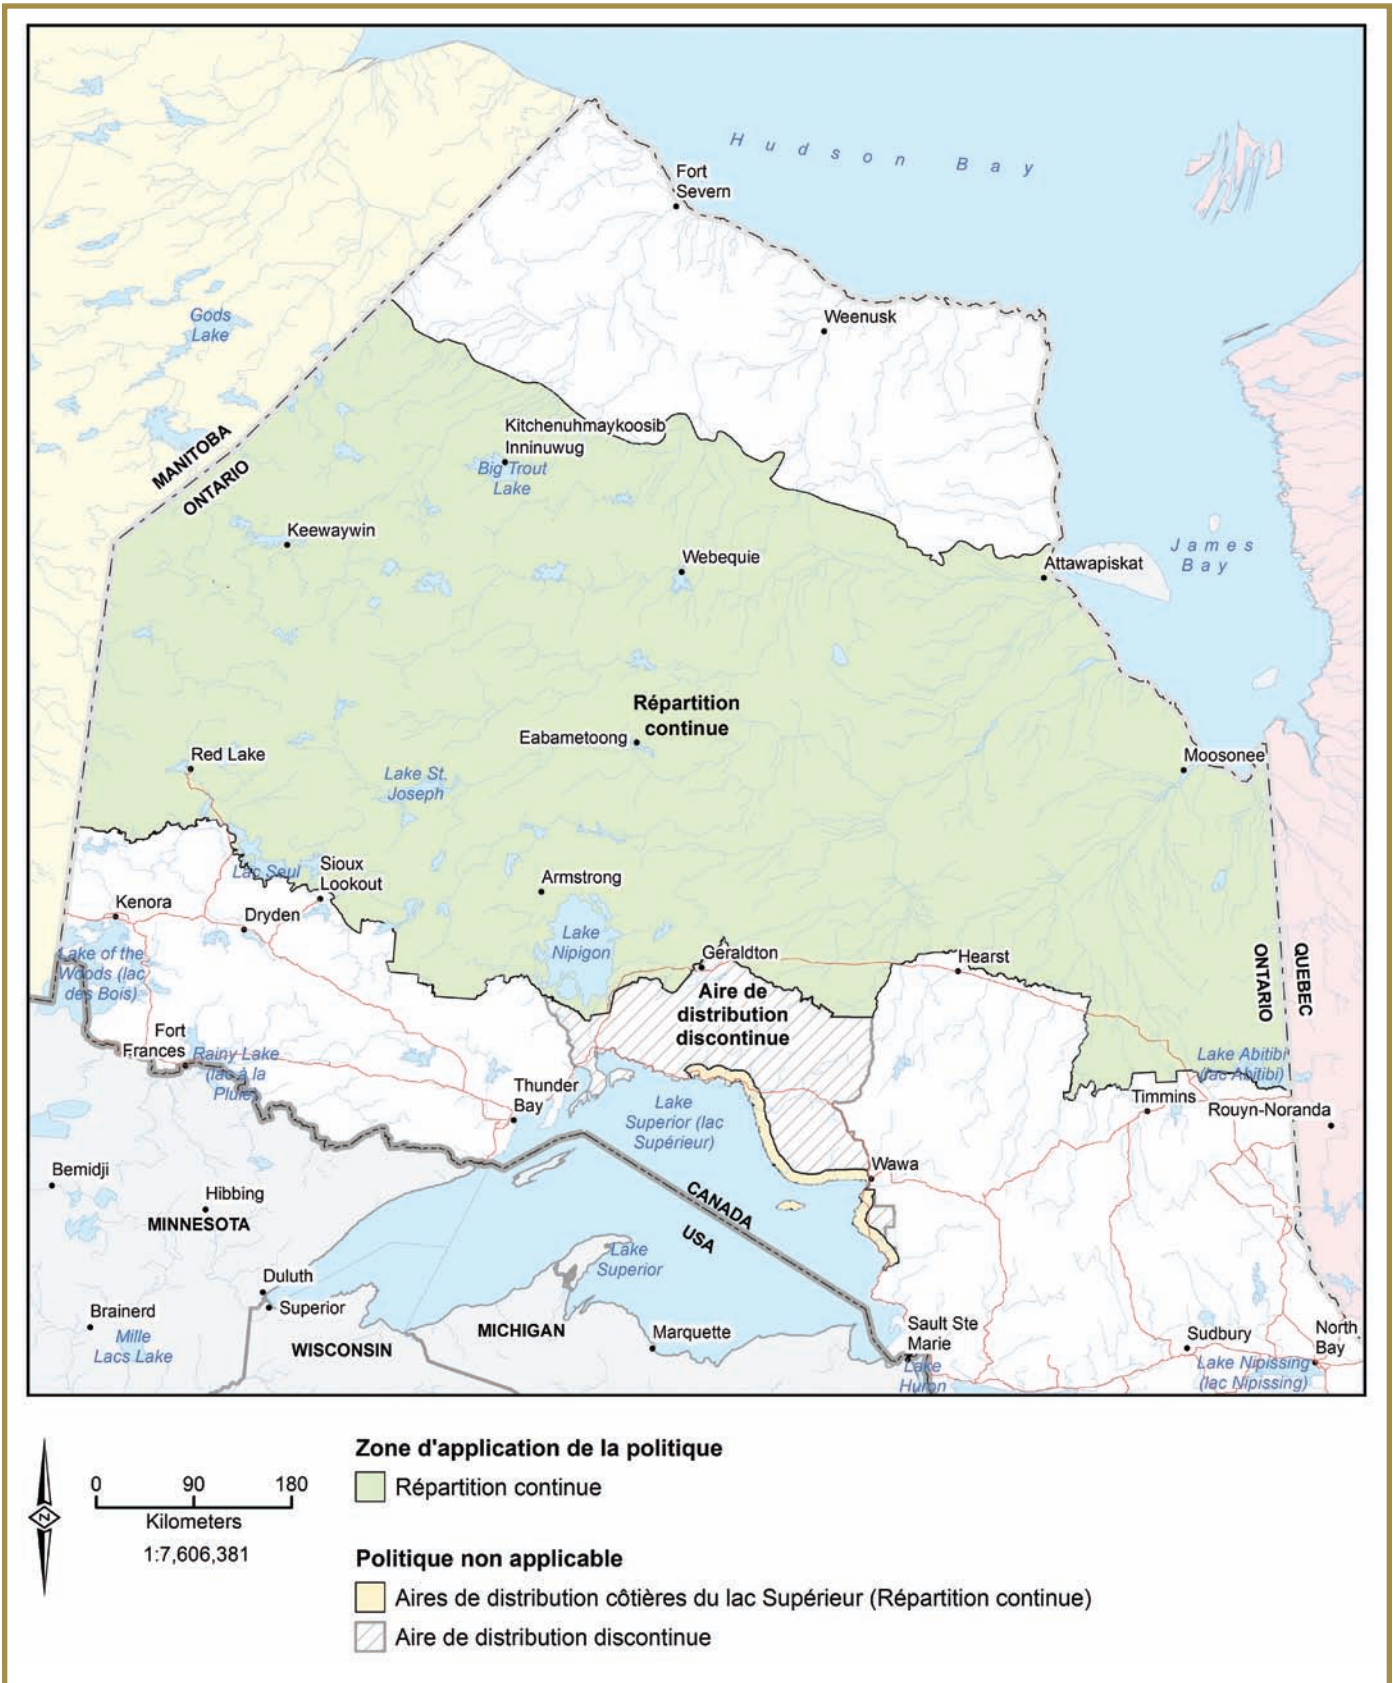 Hudson Bay
Fort
Severn
Weenusk
Gods
Lake
Kitchenuhmaykoosib
Inninuwug
Big Trout
Lake
MANITOBA
ONTARIO
Keewaywin
Webequie
James
Bay
Attawapiskat
Répartition
continue
Eabametoong
Red Lake
Lake St.
Joseph
Moosonee
Lac Seul
Sioux
Lookout
Armstrong
Kenora
Dryden
Lake
Nipigon
Geraldton
Hearst
ONTARIO
QUEBEC
Lake of the
Woods (lac
des Bois)
Aire de
distribution
discontinue
Fort
Frances
Rainy Lake
(lac à la
Pluie)
Lake Abitibi
(lac Abitibi)
Thunder
Bay
Lake
Superior (lac
Supérieur)
Timmins
Rouyn-Noranda
Wawa
Bemidji
Hibbing
MINNESOTA
CANADA
USA
Lake
Superior
Duluth
Superior
Brainerd
Mille
Lacs Lake
WISCONSIN
MICHIGAN
Marquette
Sault Ste
Marie
Lake
Huron
Sudbury
North
Bay
Lake Nipissing
(lac Nipissing)
N
0 90 180
Kilometers
1:7,606,381
Zone d'application de la politique
Répartition continue
Politique non applicable
Aires de distribution côtières du lac Supérieur (Répartition continue)
Aire de distribution discontinue